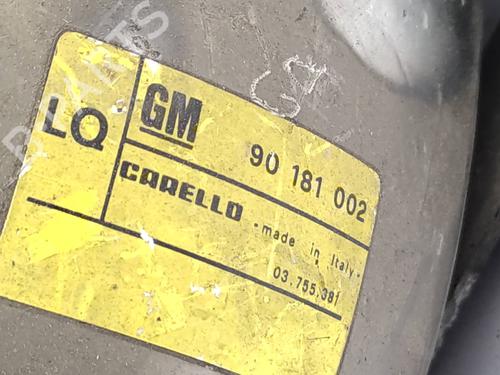 LQ
GM
90 181 002
CARELLO
- made in Italy -
03.755.381